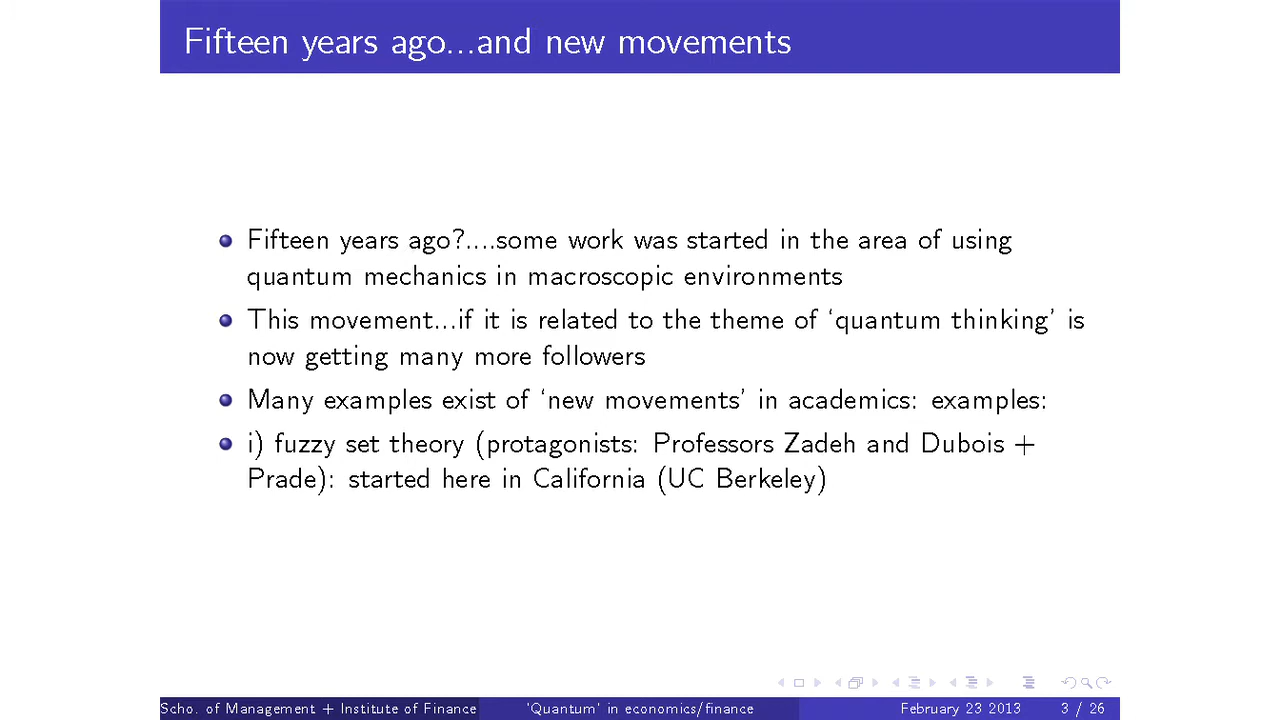 Fifteen years ago...and new movements
Fifteen years ago?....some work was started in the area of using
quantum mechanics in macroscopic environments
This movement...if it is related to the theme of ‘quantum thinking’ is
now getting many more followers
Many examples exist of ‘new movements’ in academics: examples:
i) fuzzy set theory (protagonists: Professors Zadeh and Dubois +
Prade): started here in California (UC Berkeley)
Scho. of Management + Institute of Finance
‘Quantum’ in economics/finance
February 23 2013
3 / 26